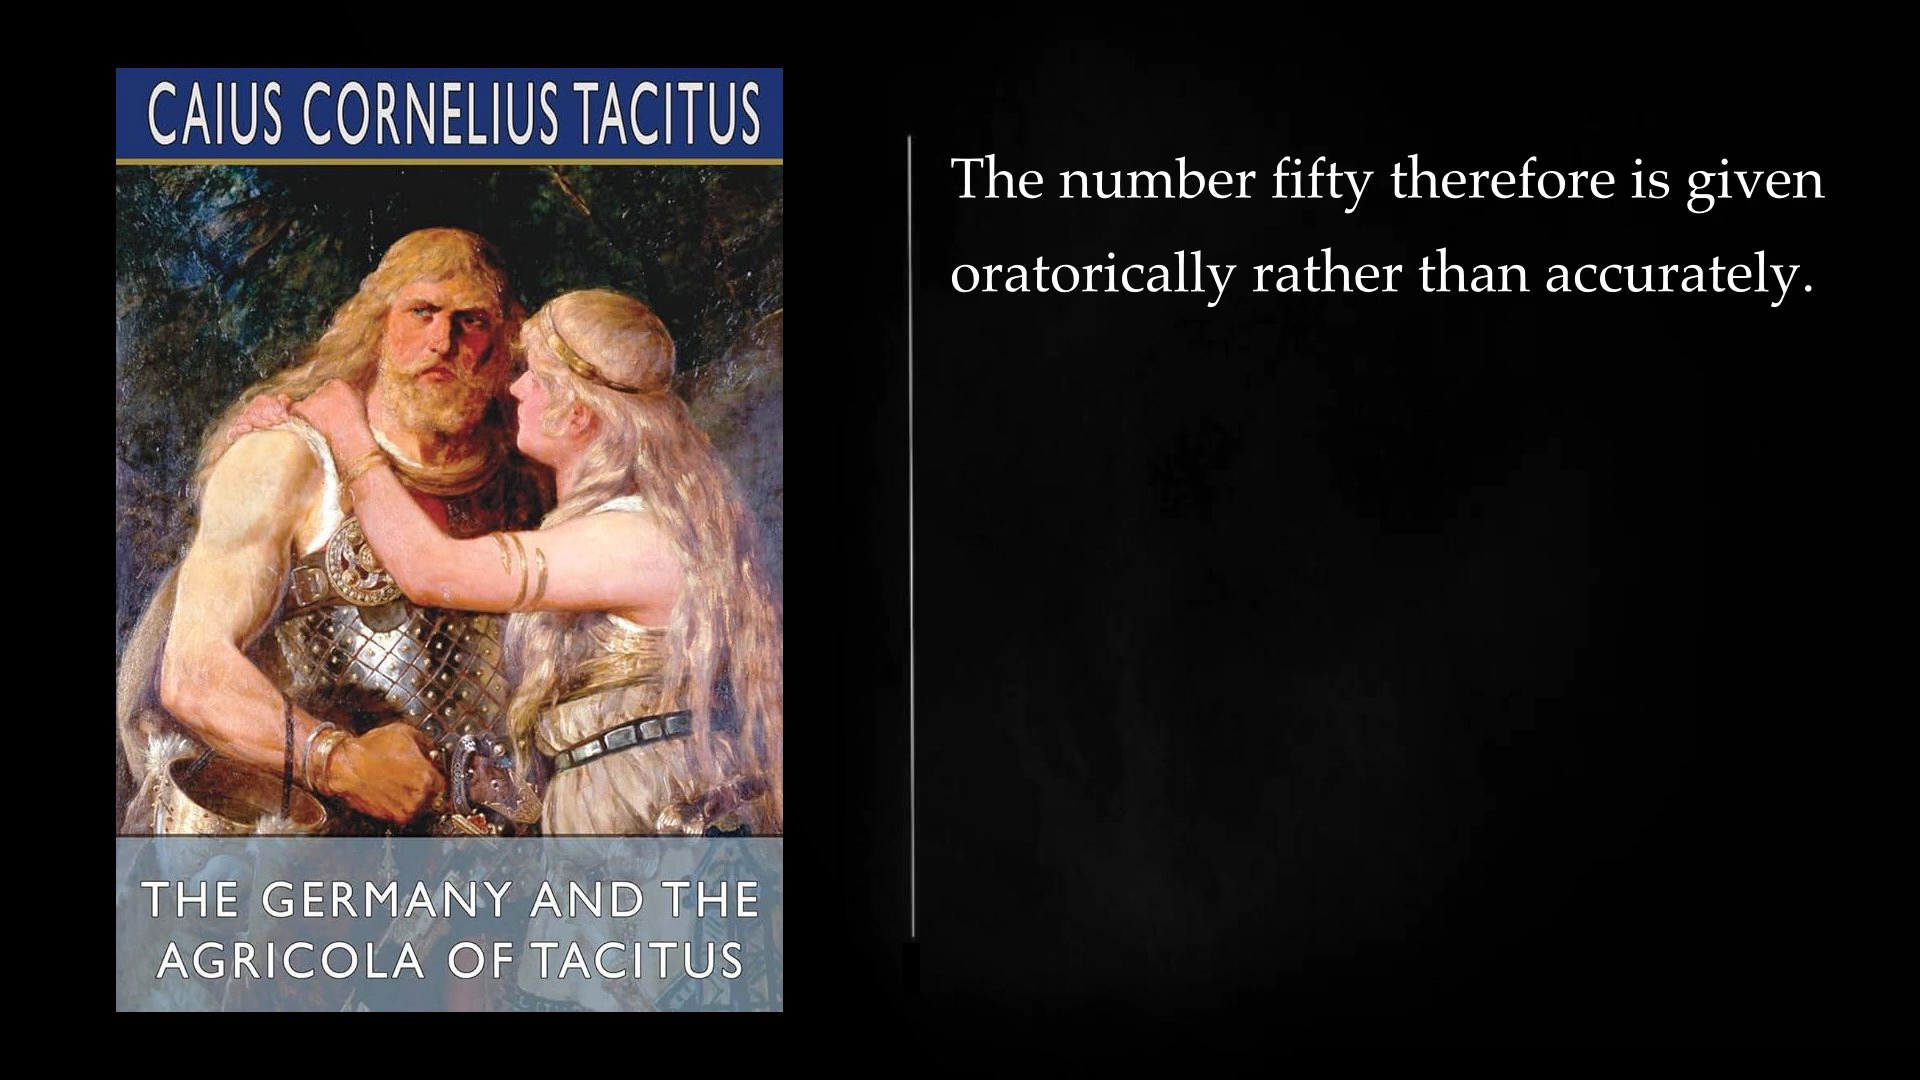 CAIUS CORNELIUS TACITUS
THE GERMANY AND THE
AGRICOLA OF TACITUS
The number fifty therefore is given
oratorically rather than accurately.